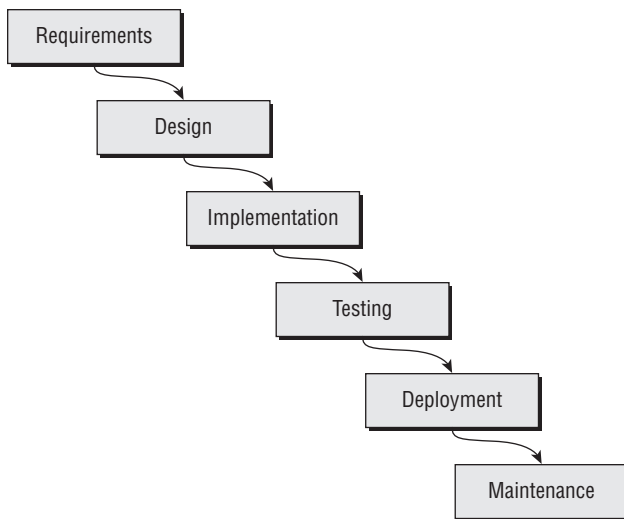 Requirements
Design
Implementation
Testing
Deployment
Maintenance